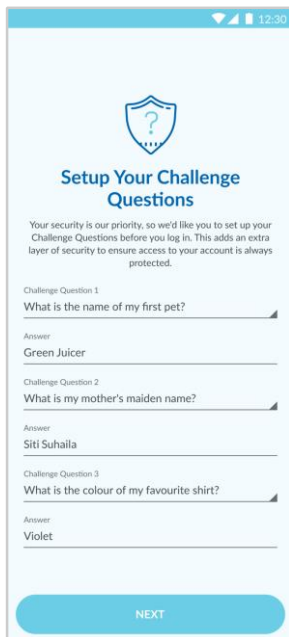 12:30
?
Setup Your Challenge
Questions
Your security is our priority, so we'd like you to set up your
Challenge Questions before you log in. This adds an extra
layer of security to ensure access to your account is always
protected.
Challenge Question 1
What is the name of my first pet?
Answer
Green Juicer
Challenge Question 2
What is my mother's maiden name?
Answer
Siti Suhaila
Challenge Question 3
What is the colour of my favourite shirt?
Answer
Violet
NEXT